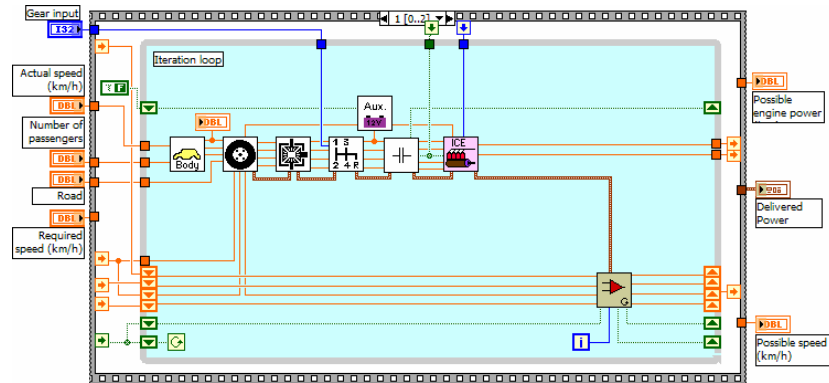 Gear input
I32
1 [0..2]
Iteration loop
Actual speed
(km/h)
DBL
Number of
passengers
DBL
Road
DBL
Required
speed (km/h)
DBL
F
DBL
Body
Aux.
12V
1 3
2 4 R
ICE
G
i
DBL
Possible
engine power
Delivered
Power
DBL
Possible speed
(km/h)